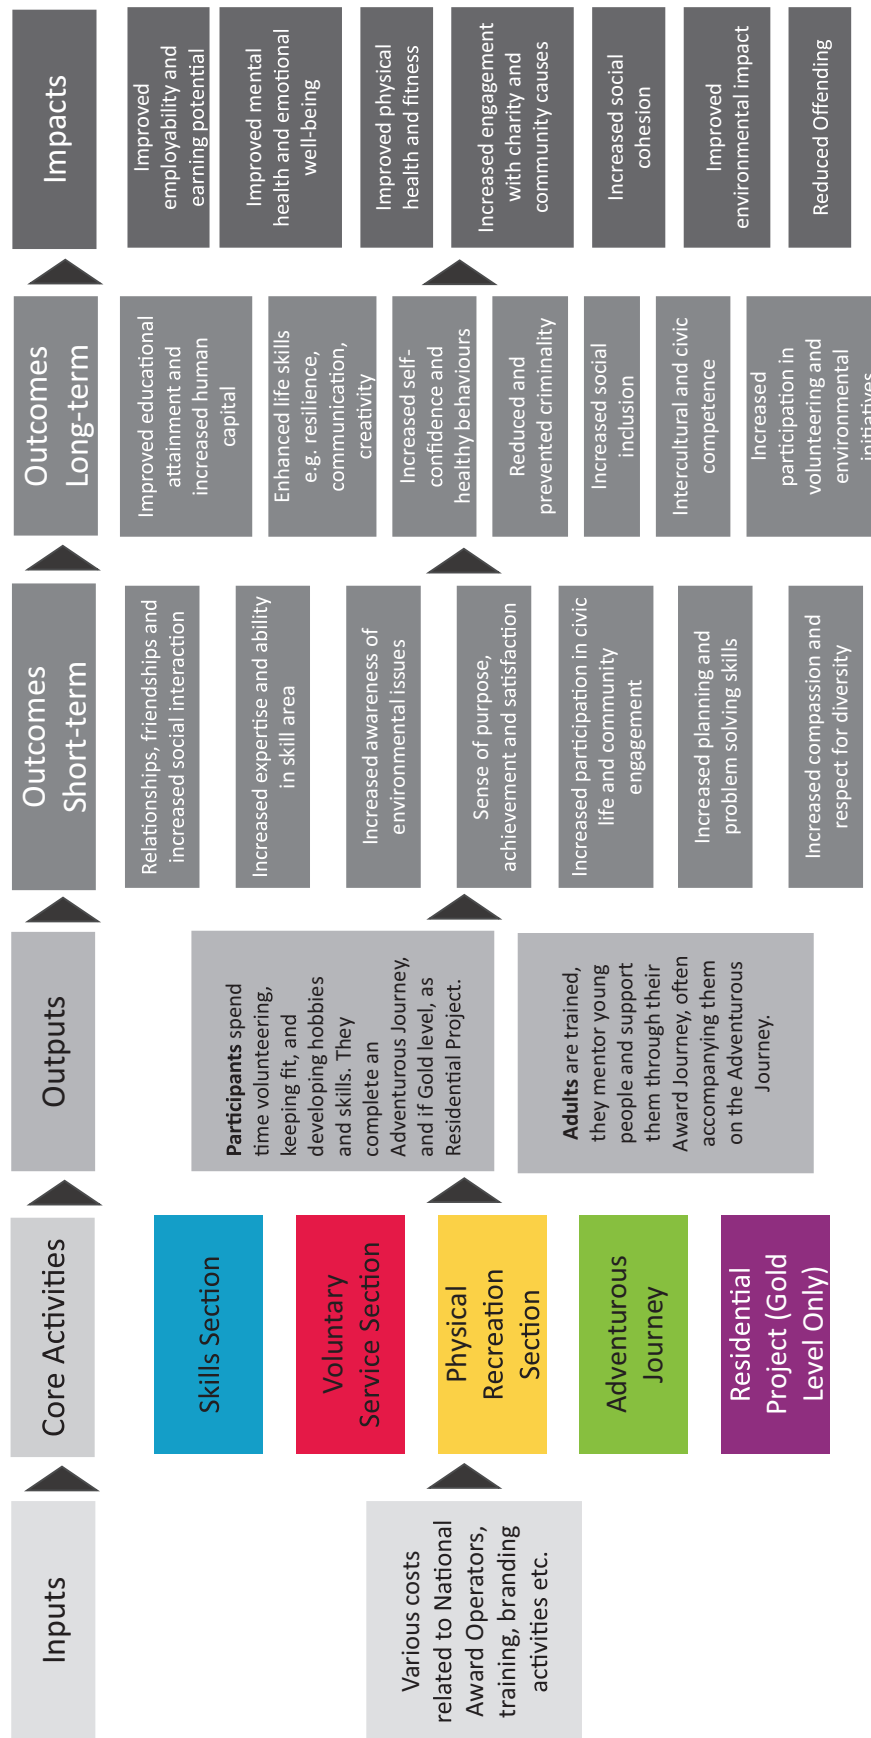 Inputs
Various costs
related to National
Award Operators,
training, branding
activities etc.
Core Activities
Skills Section
Voluntary
Service Section
Physical
Recreation
Section
Adventurous
Journey
Residential
Project (Gold
Level Only)
Outputs
Participants spend
time volunteering,
keeping fit, and
developing hobbies
and skills. They
complete an
Adventurous Journey,
and if Gold level, as
Residential Project.
Adults are trained,
they mentor young
people and support
them through their
Award Journey, often
accompanying them
on the Adventurous
Journey.
Outcomes
Short-term
Relationships, friendships and
increased social interaction
Increased expertise and ability
in skill area
Increased awareness of
environmental issues
Sense of purpose,
achievement and satisfaction
Increased participation in civic
life and community
engagement
Increased planning and
problem solving skills
Increased compassion and
respect for diversity
Outcomes
Long-term
Improved educational
attainment and
increased human
capital
Enhanced life skills
e.g. resilience,
communication,
creativity
Increased self-
confidence and
healthy behaviours
Reduced and
prevented criminality
Increased social
inclusion
Intercultural and civic
competence
Increased
participation in
volunteering and
environmental
initiatives
Impacts
Improved
employability and
earning potential
Improved mental
health and emotional
well-being
Improved physical
health and fitness
Increased engagement
with charity and
community causes
Increased social
cohesion
Improved
environmental impact
Reduced Offending